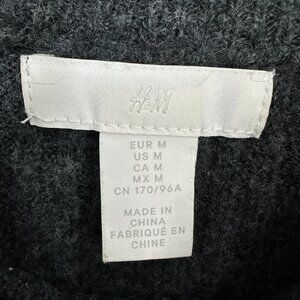 H&M
EUR M
US M
CA M
MX M
CN 170/96A
MADE IN
CHINA
FABRIQUÉ EN
CHINE